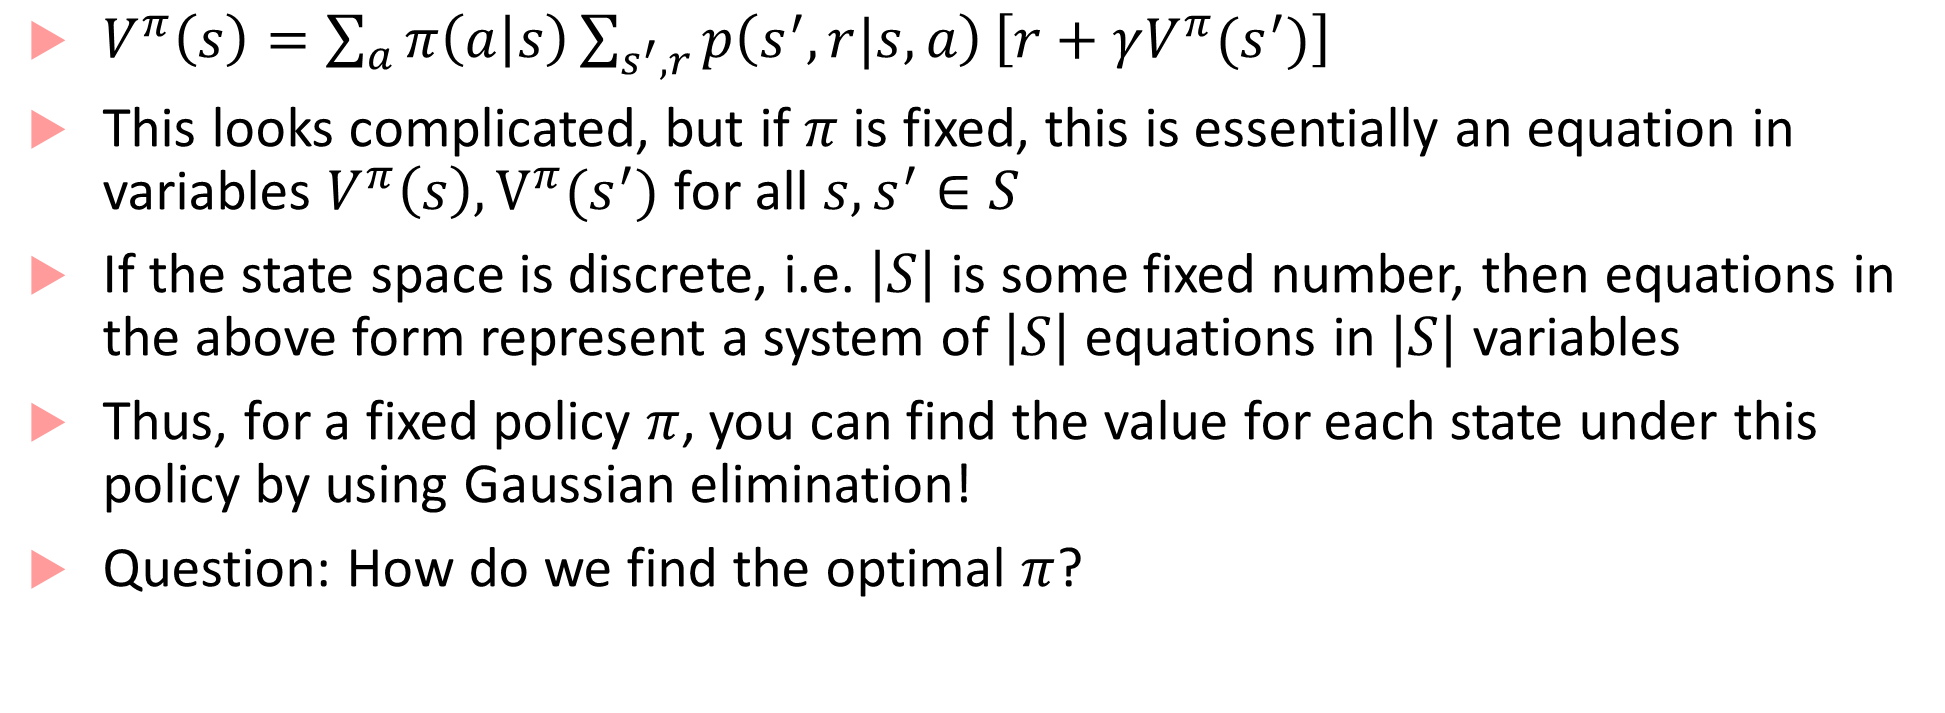 ▶ 𝑉^𝜋(𝑠) = ∑_𝑎 𝜋(𝑎|𝑠) ∑_{𝑠′,𝑟} 𝑝(𝑠′, 𝑟|𝑠, 𝑎) [𝑟 + 𝛾𝑉^𝜋(𝑠′)]
▶ This looks complicated, but if 𝜋 is fixed, this is essentially an equation in
variables 𝑉^𝜋(𝑠), V^𝜋(𝑠′) for all 𝑠, 𝑠′ ∈ 𝑆
▶ If the state space is discrete, i.e. |𝑆| is some fixed number, then equations in
the above form represent a system of |𝑆| equations in |𝑆| variables
▶ Thus, for a fixed policy 𝜋, you can find the value for each state under this
policy by using Gaussian elimination!
▶ Question: How do we find the optimal 𝜋?